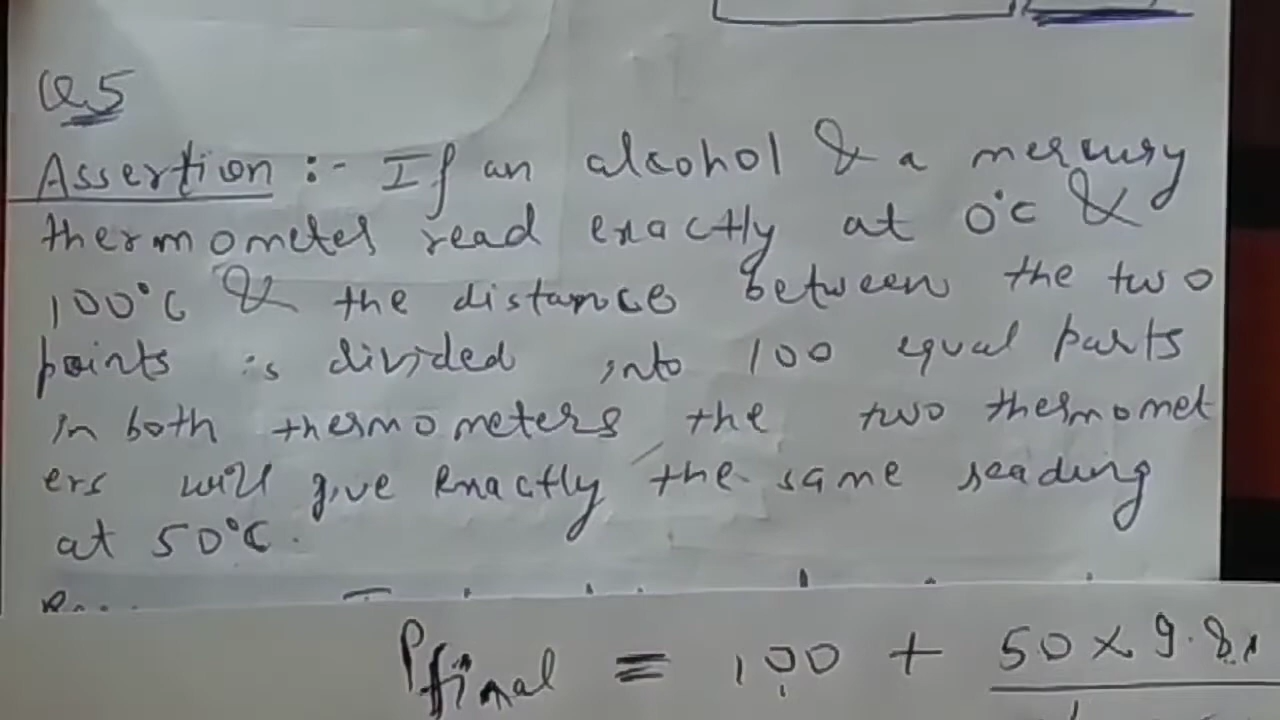 Q5
Assertion :- If an alcohol & a mercury
thermometer read exactly at 0°C &
100°C & the distance between the two
points is divided into 100 equal parts
in both thermometers the two thermomet
ers will give exactly the same reading
at 50°C.
Pfinal = 100 + 50 × 9.81